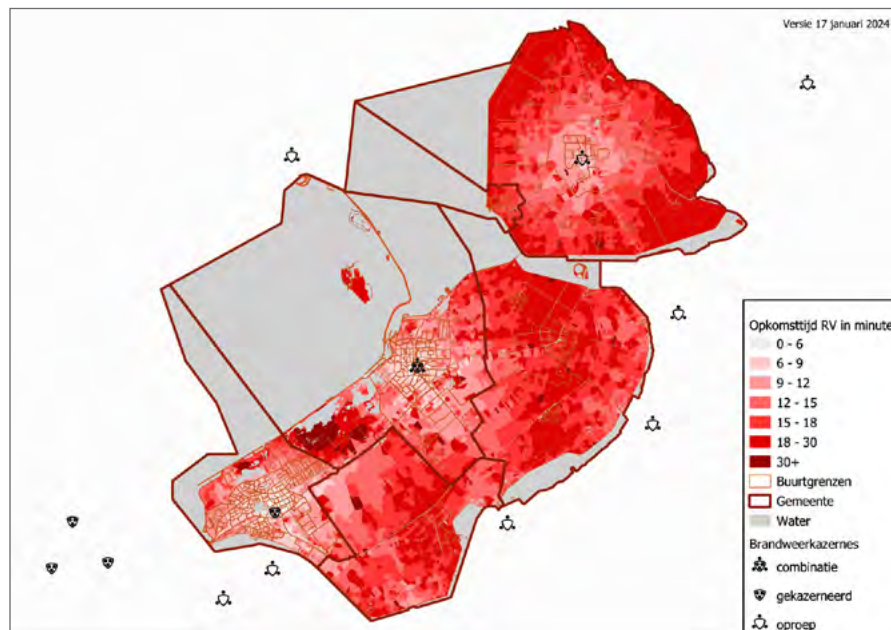 Versie 17 januari 2024
Opkomsttijd RV in minute
0 - 6
6 - 9
9 - 12
12 - 15
15 - 18
18 - 30
30+
Buurtgrenzen
Gemeente
Water
Brandweerkazernes
combinatie
gekazerneerd
oproep